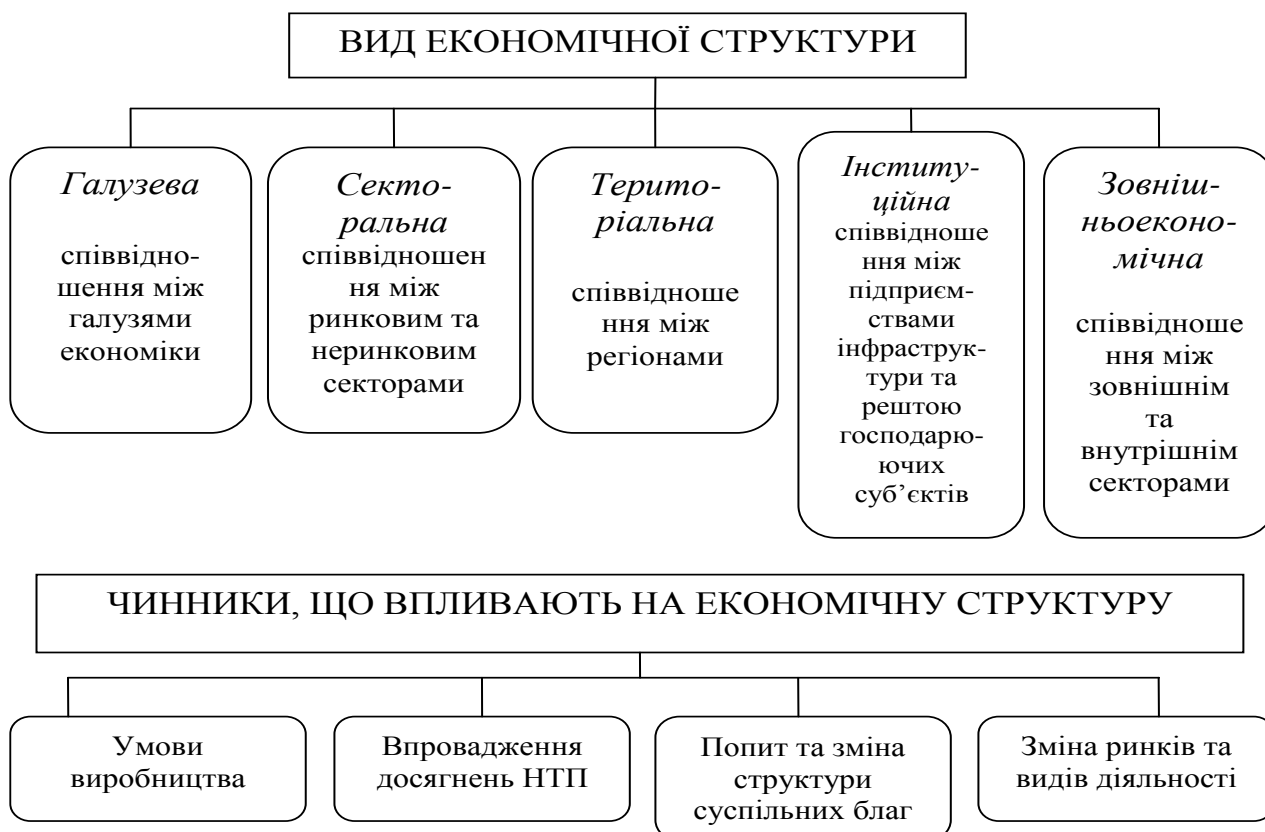 ВИД ЕКОНОМІЧНОЇ СТРУКТУРИ
Галузева
співвідно-
шення між
галузями
економіки
Секто-
ральна
співвідношен
ня між
ринковим та
неринковим
секторами
Терито-
ріальна
співвідноше
ння між
регіонами
Інститу-
ційна
співвідноше
ння між
підприєм-
ствами
інфраструк-
тури та
рештою
господарю-
ючих
суб’єктів
Зовніш-
ньоеконо-
мічна
співвідноше
ння між
зовнішнім
та
внутрішнім
секторами
ЧИННИКИ, ЩО ВПЛИВАЮТЬ НА ЕКОНОМІЧНУ СТРУКТУРУ
Умови
виробництва
Впровадження
досягнень НТП
Попит та зміна
структури
суспільних благ
Зміна ринків та
видів діяльності